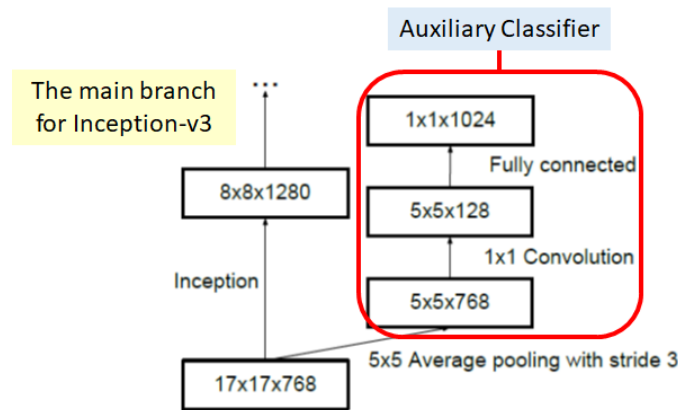 Auxiliary Classifier
The main branch
for Inception-v3
...
1x1x1024
Fully connected
8x8x1280
5x5x128
1x1 Convolution
Inception
5x5x768
5x5 Average pooling with stride 3
17x17x768